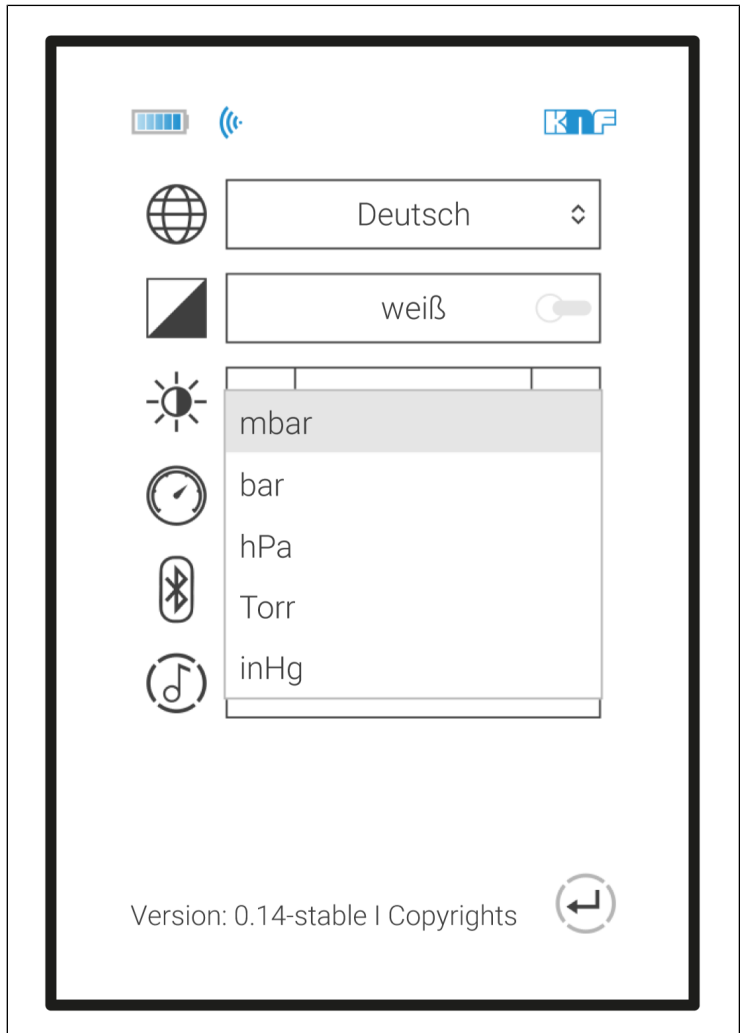 KNF
Deutsch
weiß
mbar
bar
hPa
Torr
inHg
Version: 0.14-stable I Copyrights